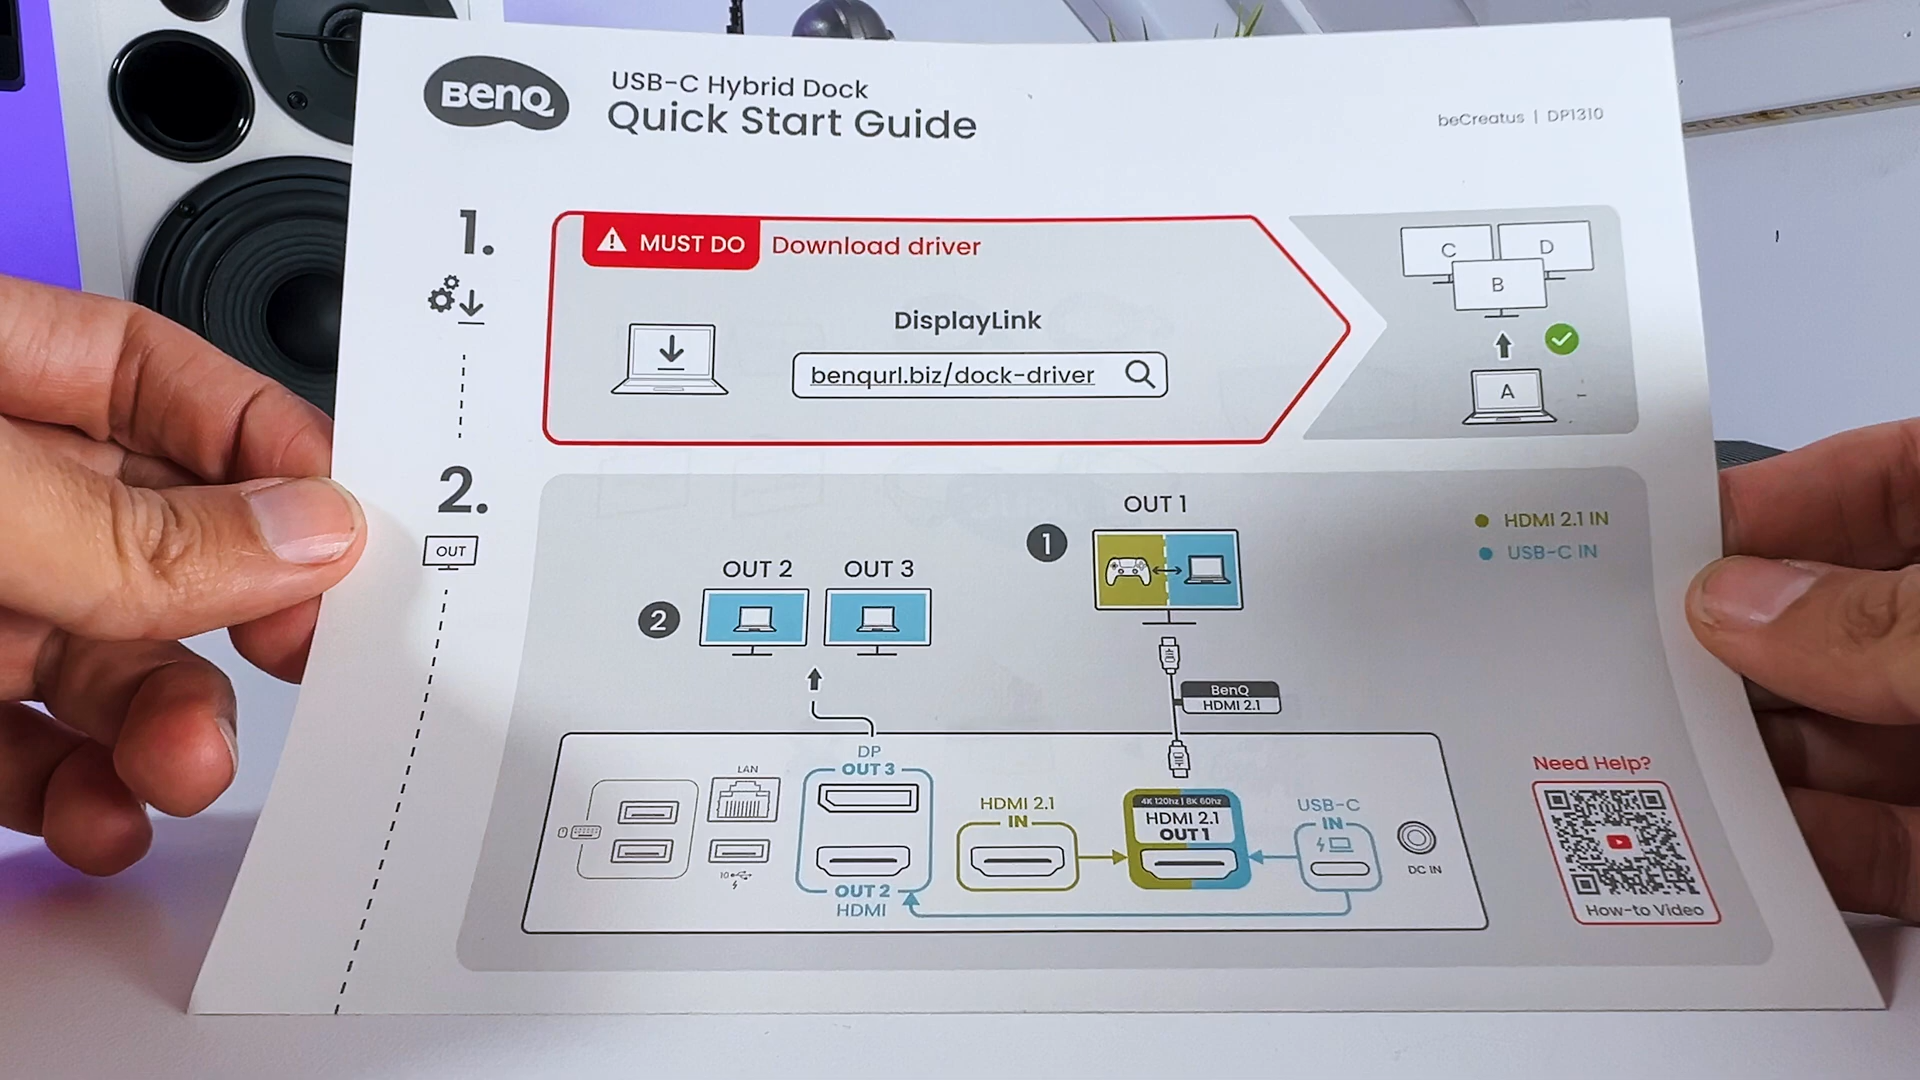 BenQ
USB-C Hybrid Dock
Quick Start Guide
beCreatus | DP1310
1.
MUST DO Download driver
DisplayLink
benqurl.biz/dock-driver
C D
B
A
2.
OUT
OUT 1
1
HDMI 2.1 IN
USB-C IN
OUT 2 OUT 3
2
BenQ
HDMI 2.1
DP
OUT 3
LAN
10
HDMI 2.1
IN
4K 120hz | 8K 60hz
HDMI 2.1
OUT 1
USB-C
IN
DC IN
OUT 2
HDMI
Need Help?
How-to Video